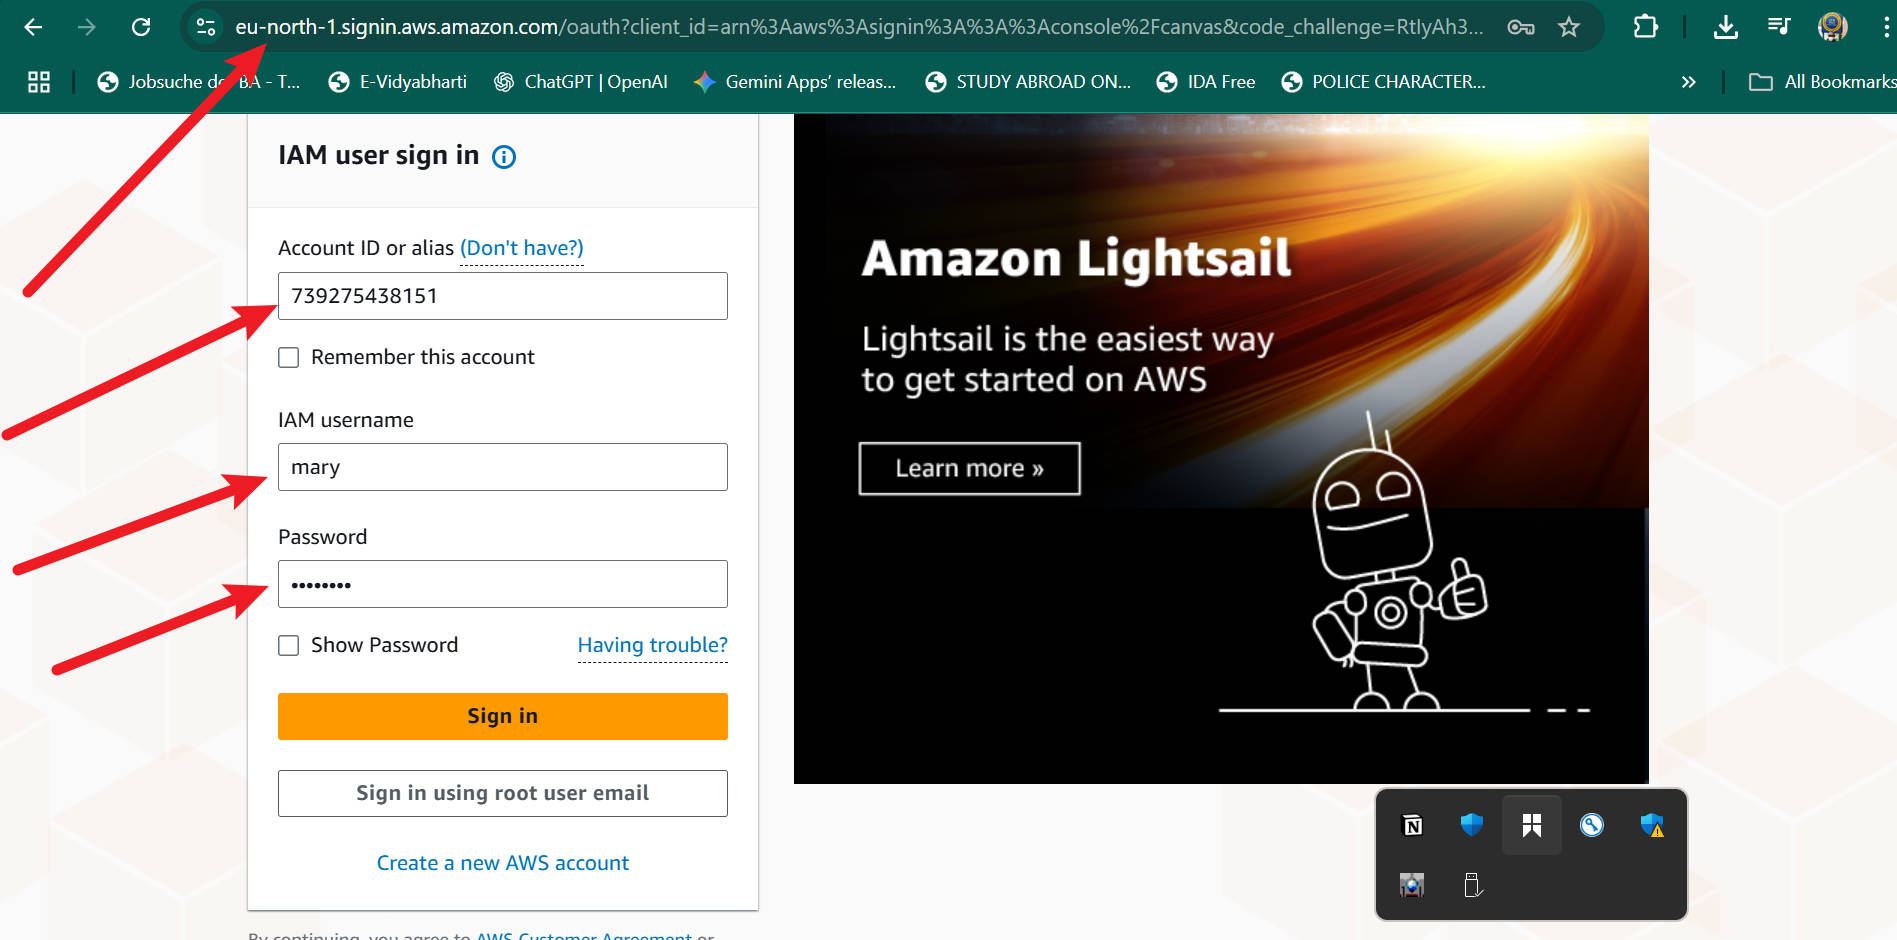 eu-north-1.signin.aws.amazon.com/oauth?client_id=arn%3Aaws%3Asignin%3A%3A%3Aconsole%2Fcanvas&code_challenge=RtIyAh3...
Jobsuche de BA - T... E-Vidyabharti ChatGPT | OpenAI Gemini Apps’ releas... STUDY ABROAD ON... IDA Free POLICE CHARACTER... » All Bookmarks
IAM user sign in
Account ID or alias (Don't have?)
739275438151
Remember this account
IAM username
mary
Password
••••••••
Show Password Having trouble?
Sign in
Sign in using root user email
Create a new AWS account
By continuing, you agree to AWS Customer Agreement or
Amazon Lightsail
Lightsail is the easiest way
to get started on AWS
Learn more »